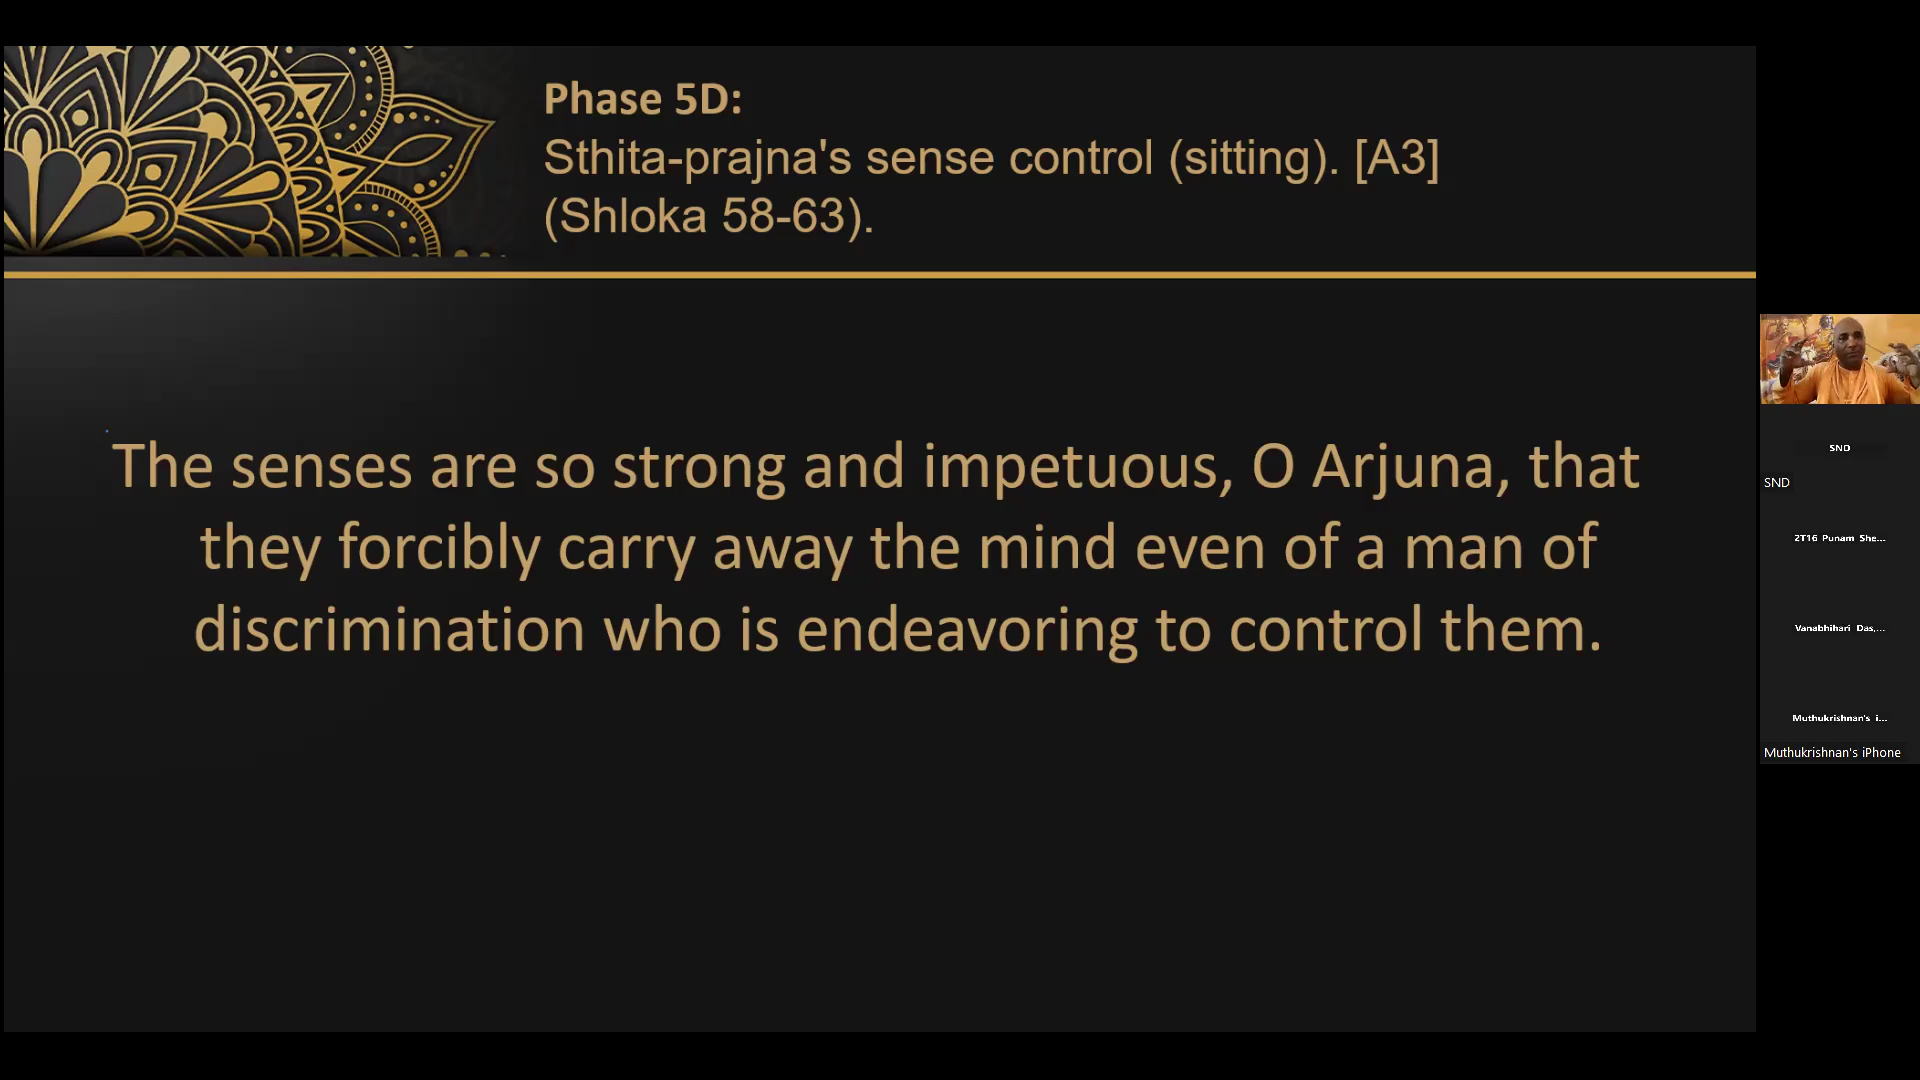 Phase 5D:
Sthita-prajna's sense control (sitting). [A3]
(Shloka 58-63).
The senses are so strong and impetuous, O Arjuna, that
they forcibly carry away the mind even of a man of
discrimination who is endeavoring to control them.
SND
SND
2T16 Punam She...
Vanabhihari Das,...
Muthukrishnan's i...
Muthukrishnan's iPhone